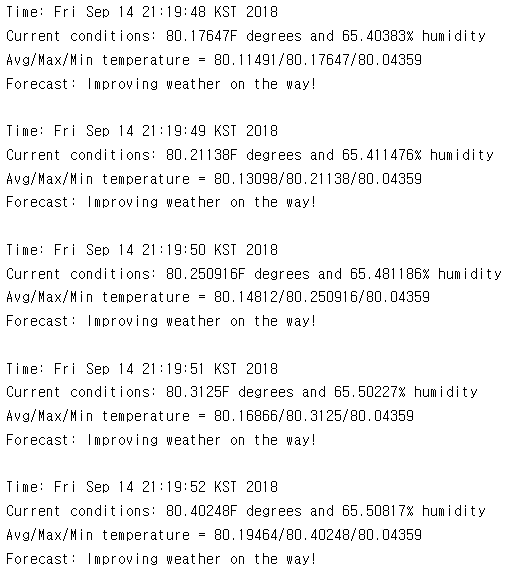 Time: Fri Sep 14 21:19:48 KST 2018
Current conditions: 80.17647F degrees and 65.40383% humidity
Avg/Max/Min temperature = 80.11491/80.17647/80.04359
Forecast: Improving weather on the way!

Time: Fri Sep 14 21:19:49 KST 2018
Current conditions: 80.21138F degrees and 65.411476% humidity
Avg/Max/Min temperature = 80.13098/80.21138/80.04359
Forecast: Improving weather on the way!

Time: Fri Sep 14 21:19:50 KST 2018
Current conditions: 80.250916F degrees and 65.481186% humidity
Avg/Max/Min temperature = 80.14812/80.250916/80.04359
Forecast: Improving weather on the way!

Time: Fri Sep 14 21:19:51 KST 2018
Current conditions: 80.3125F degrees and 65.50227% humidity
Avg/Max/Min temperature = 80.16866/80.3125/80.04359
Forecast: Improving weather on the way!

Time: Fri Sep 14 21:19:52 KST 2018
Current conditions: 80.40248F degrees and 65.50817% humidity
Avg/Max/Min temperature = 80.19464/80.40248/80.04359
Forecast: Improving weather on the way!